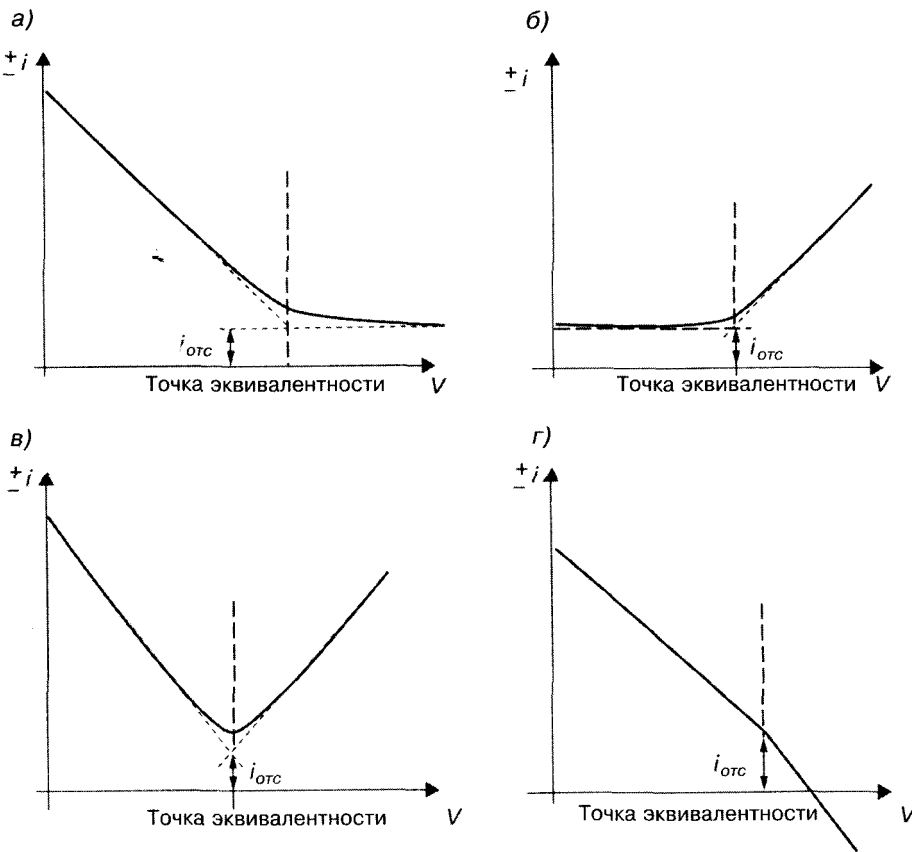 а)
± i
iотс
Точка эквивалентности V
б)
± i
iотс
Точка эквивалентности V
в)
± i
iотс
Точка эквивалентности V
г)
± i
iотс
Точка эквивалентности V